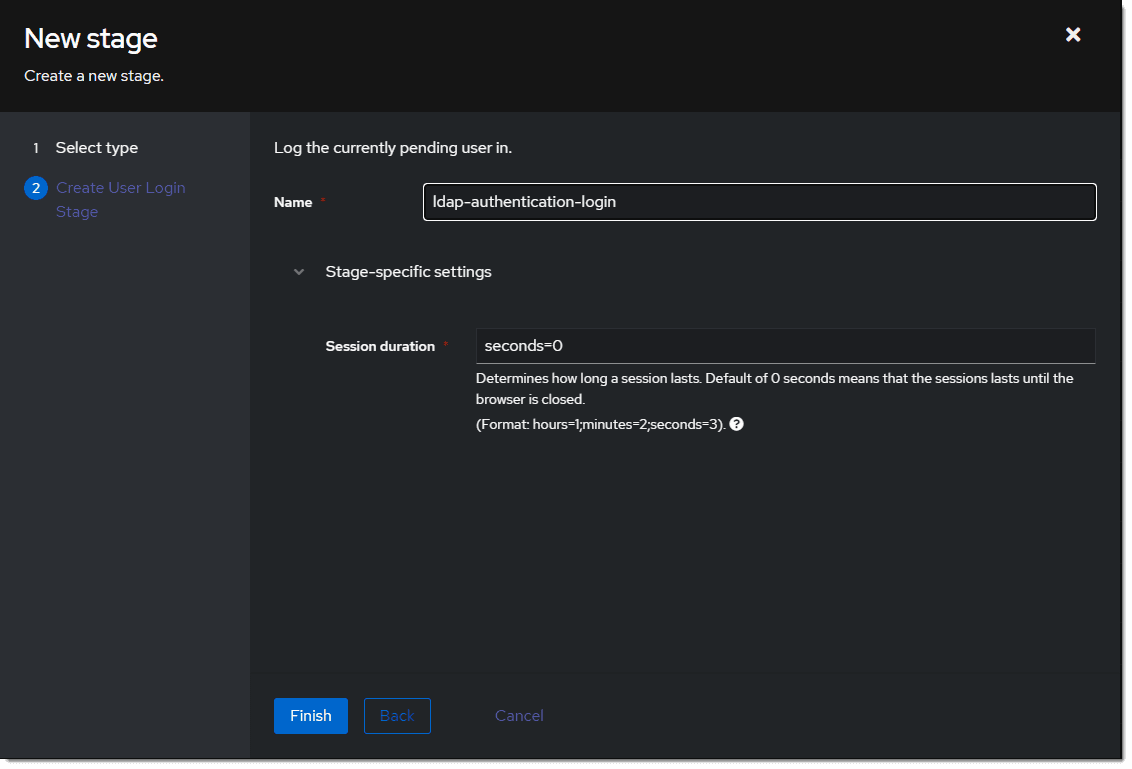 New stage
Create a new stage.
1 Select type
2 Create User Login
Stage
Log the currently pending user in.
Name *
ldap-authentication-login
Stage-specific settings
Session duration *
seconds=0
Determines how long a session lasts. Default of 0 seconds means that the sessions lasts until the
browser is closed.
(Format: hours=1;minutes=2;seconds=3). ?
Finish
Back
Cancel